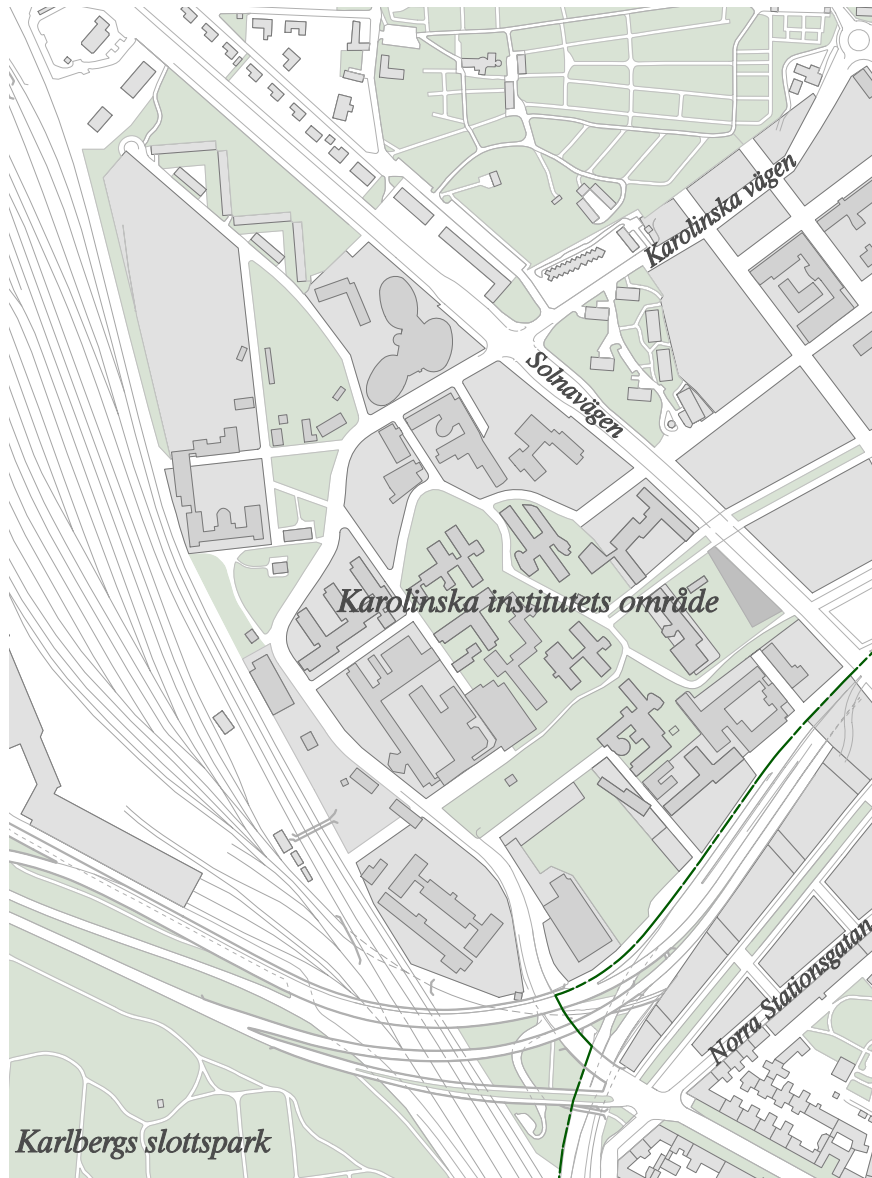 Karolinska vägen
Solnavägen
Karolinska institutets område
Norra Stationsgatan
Karlbergs slottspark